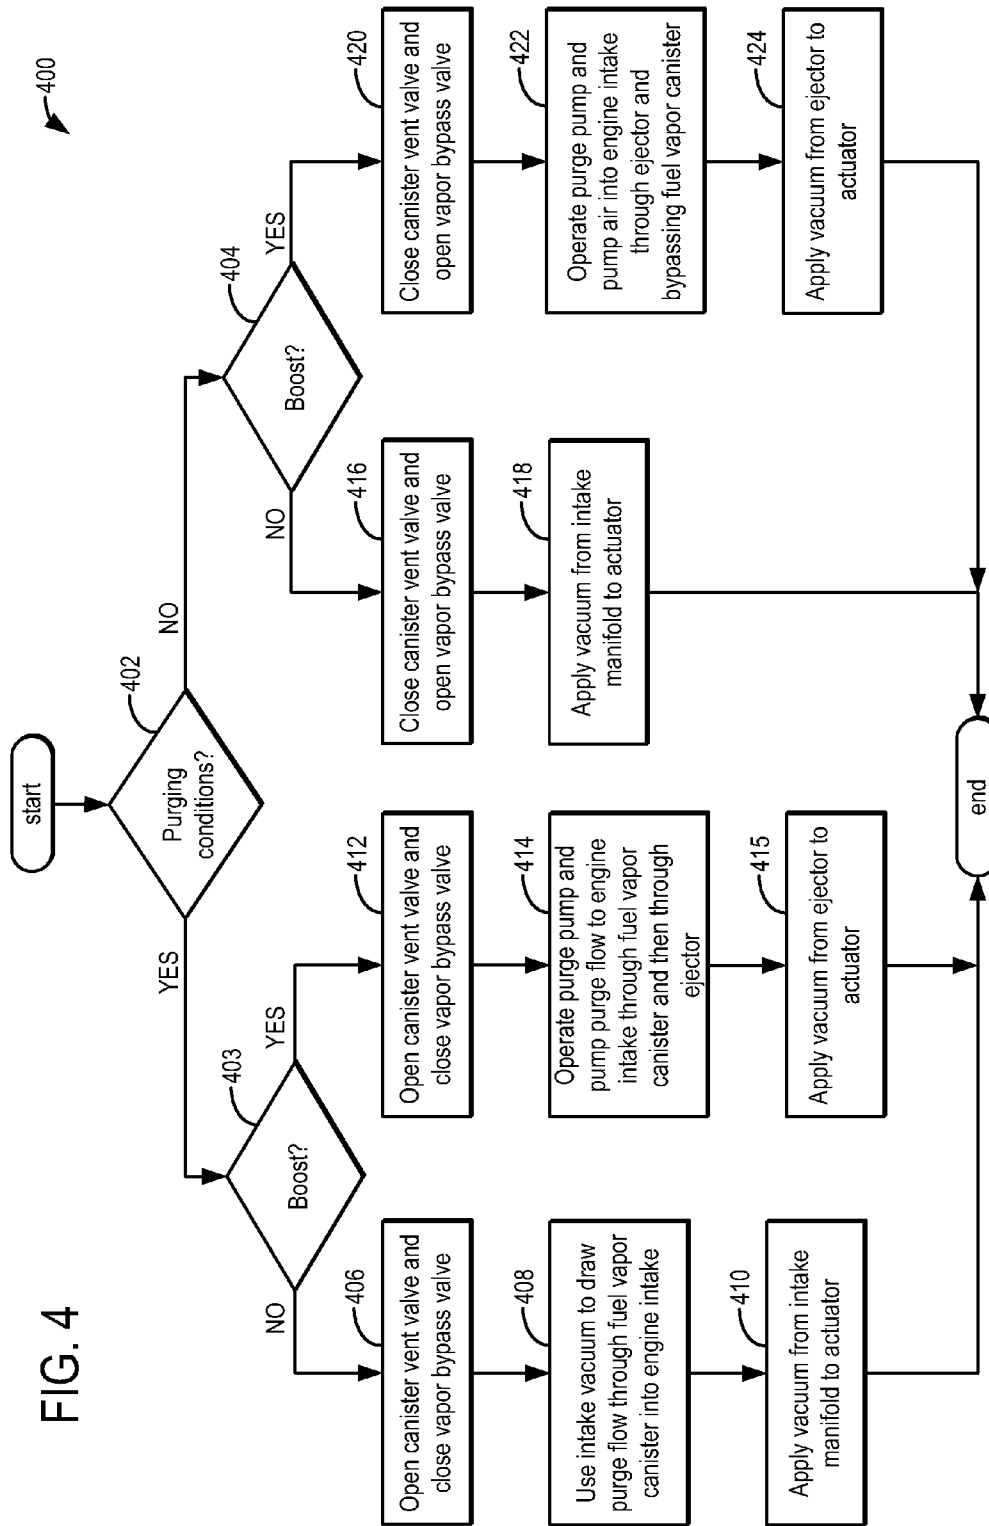 FIG. 4
400
start
402
Purging
conditions?
YES
NO
403
Boost?
NO
YES
404
Boost?
NO
YES
406
Open canister vent valve and
close vapor bypass valve
408
Use intake vacuum to draw
purge flow through fuel vapor
canister into engine intake
410
Apply vacuum from intake
manifold to actuator
412
Open canister vent valve and
close vapor bypass valve
414
Operate purge pump and
pump purge flow to engine
intake through fuel vapor
canister and then through
ejector
415
Apply vacuum from ejector to
actuator
416
Close canister vent valve and
open vapor bypass valve
418
Apply vacuum from intake
manifold to actuator
420
Close canister vent valve and
open vapor bypass valve
422
Operate purge pump and
pump air into engine intake
through ejector and
bypassing fuel vapor canister
424
Apply vacuum from ejector to
actuator
end